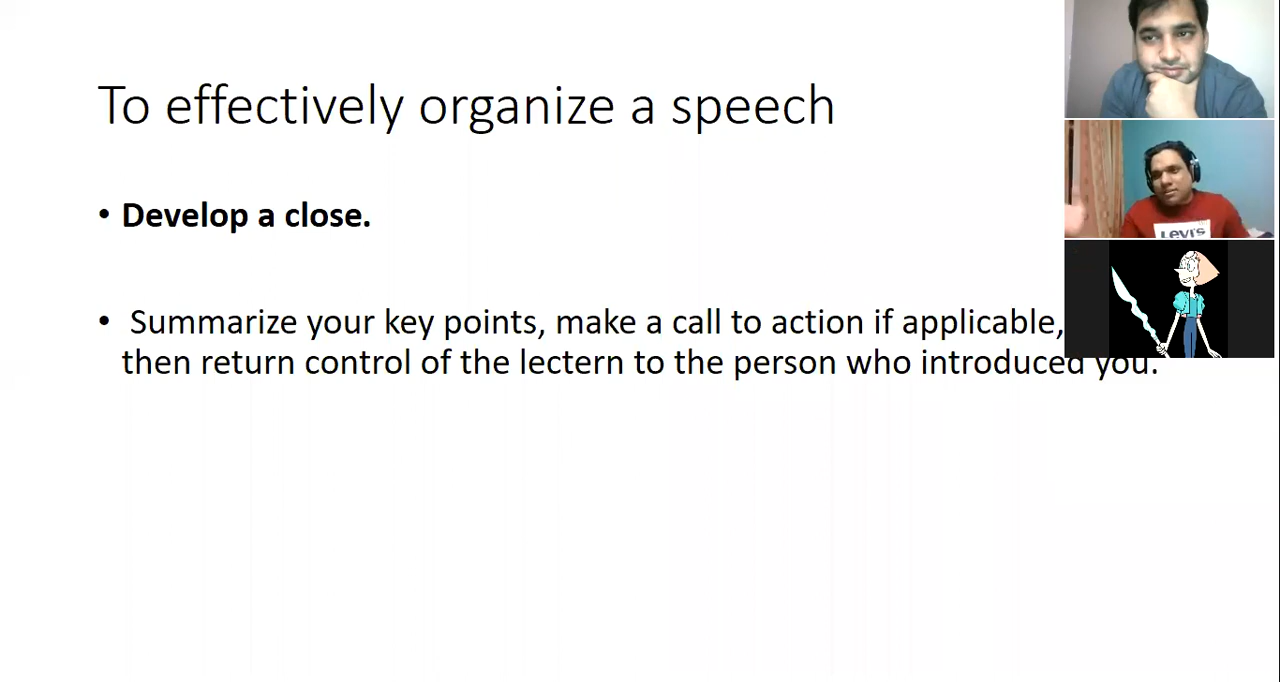 To effectively organize a speech
• Develop a close.
• Summarize your key points, make a call to action if applicable,
then return control of the lectern to the person who introduced you.
Levi's